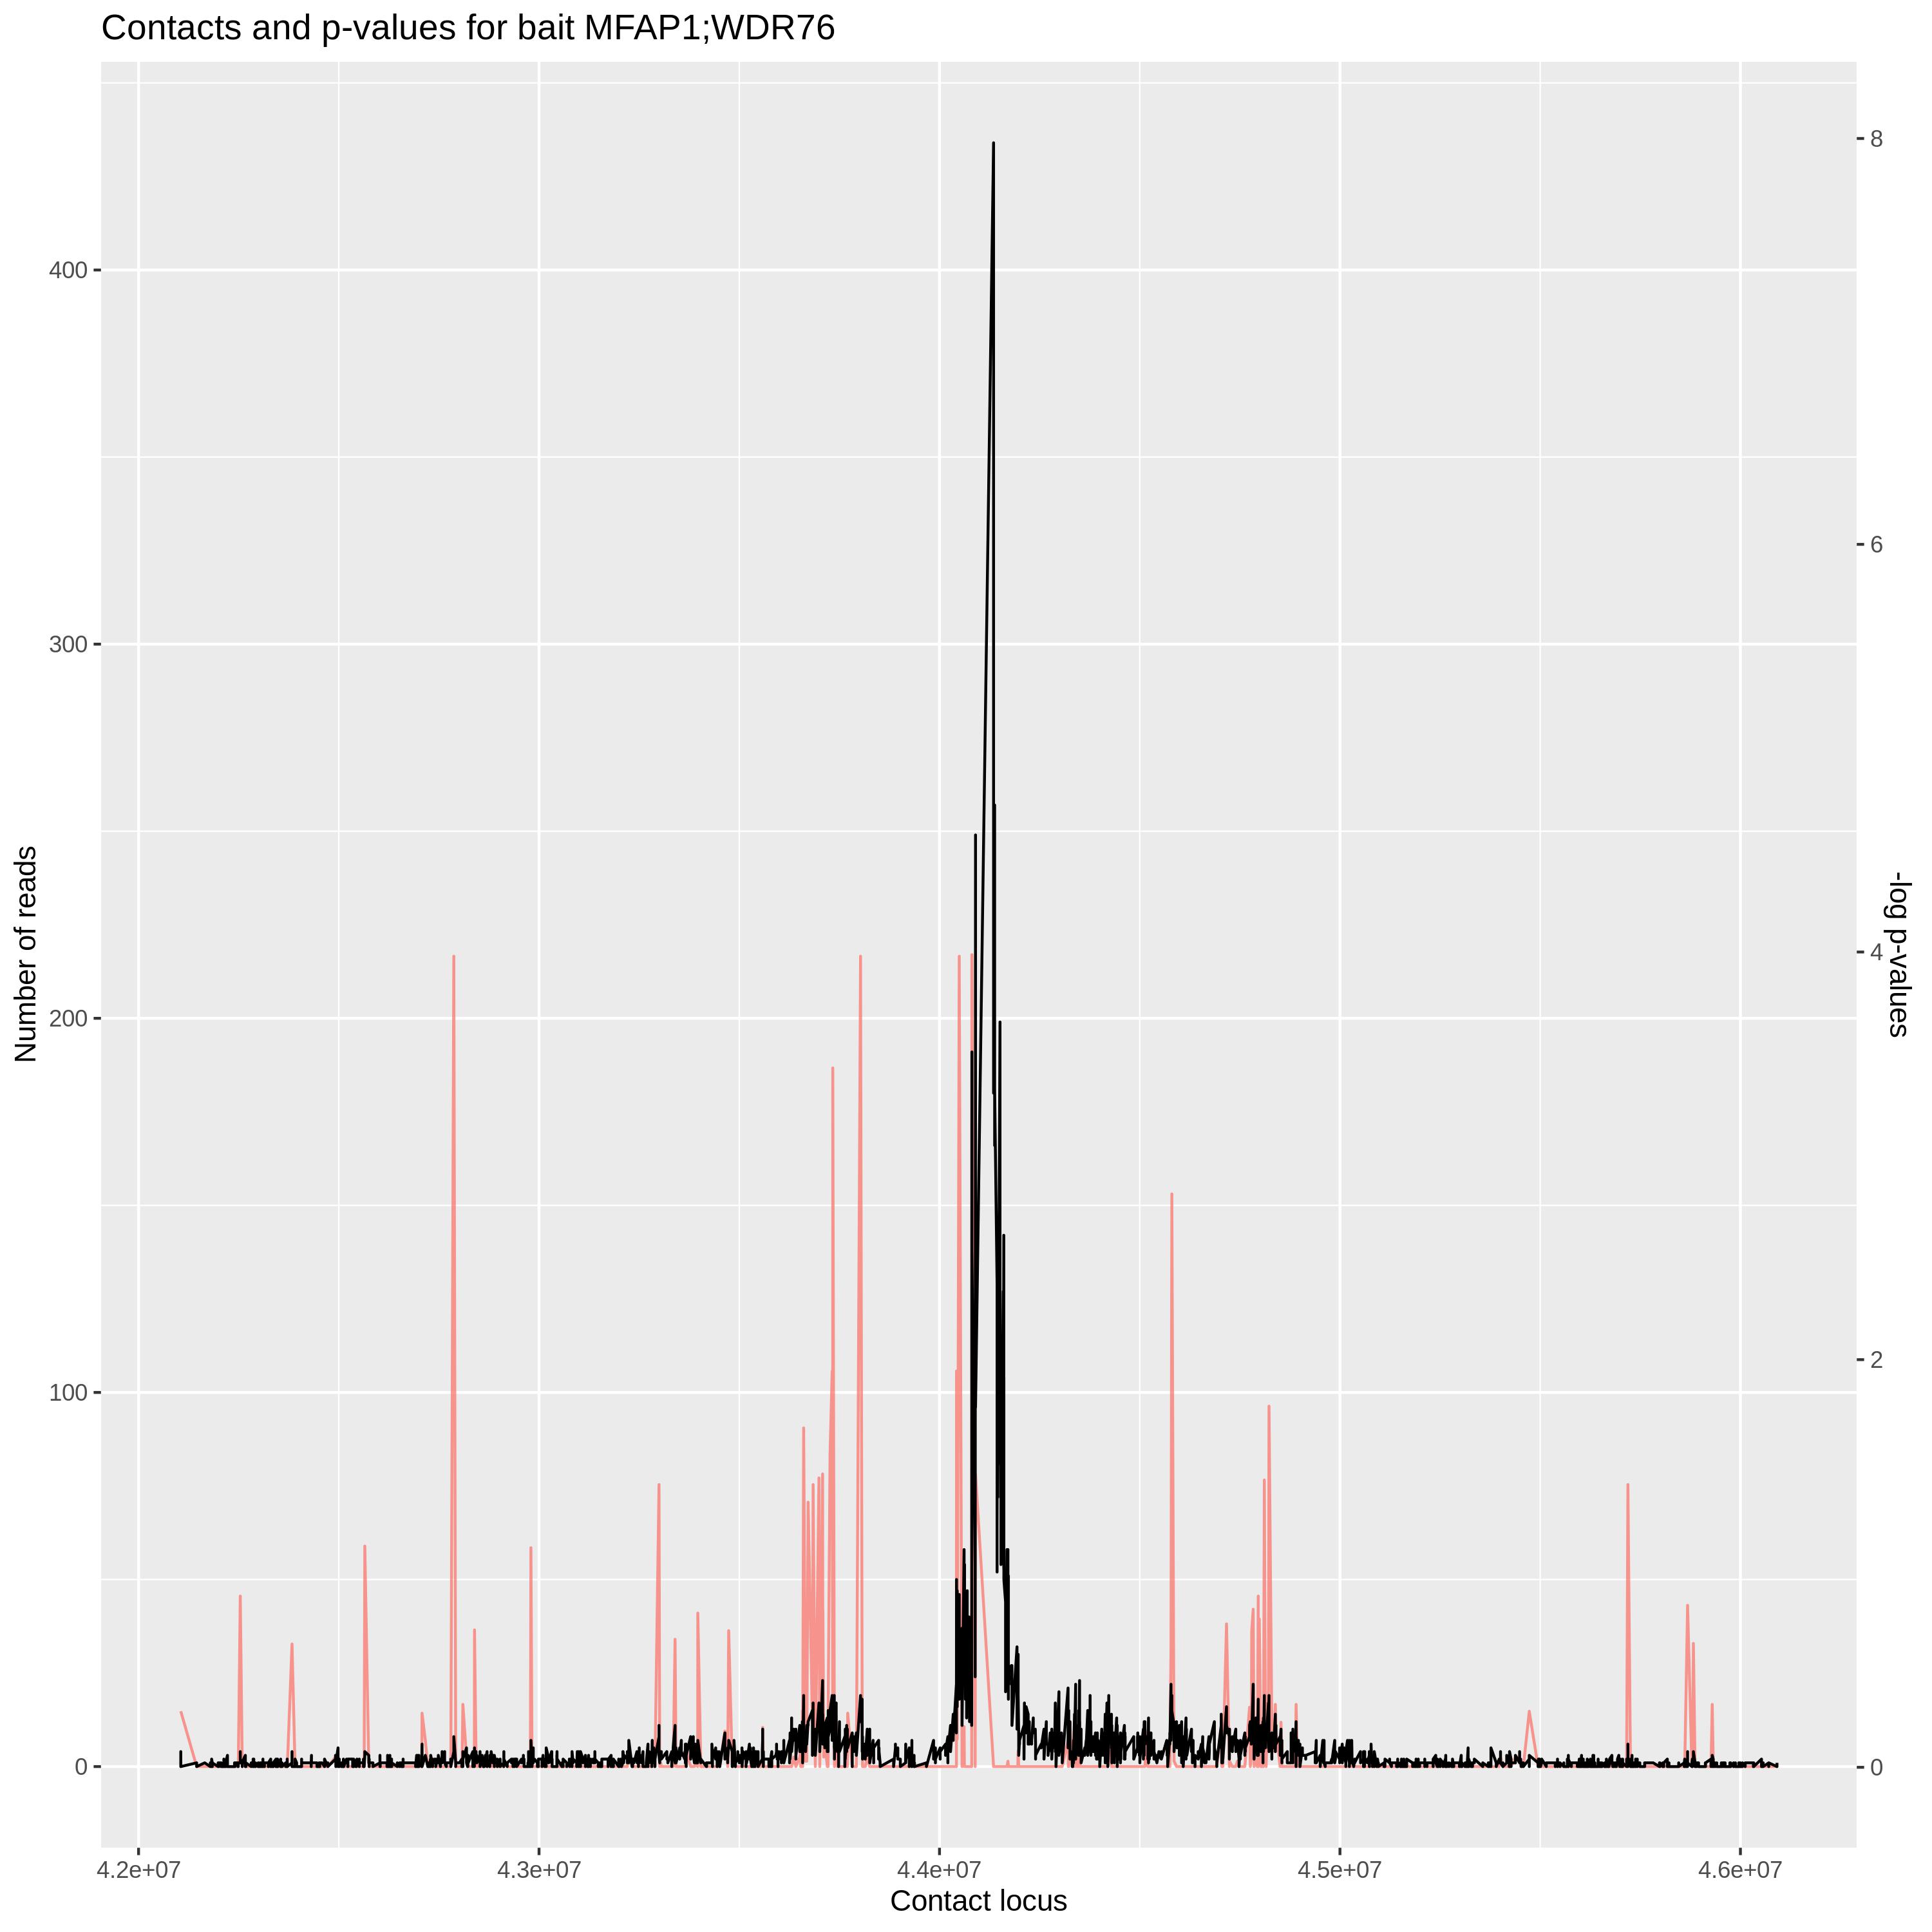 Contacts and p-values for bait MFAP1;WDR76
400
300
200
100
0
Number of reads
8
6
4
2
0
-log p-values
4.2e+07
4.3e+07
4.4e+07
4.5e+07
4.6e+07
Contact locus